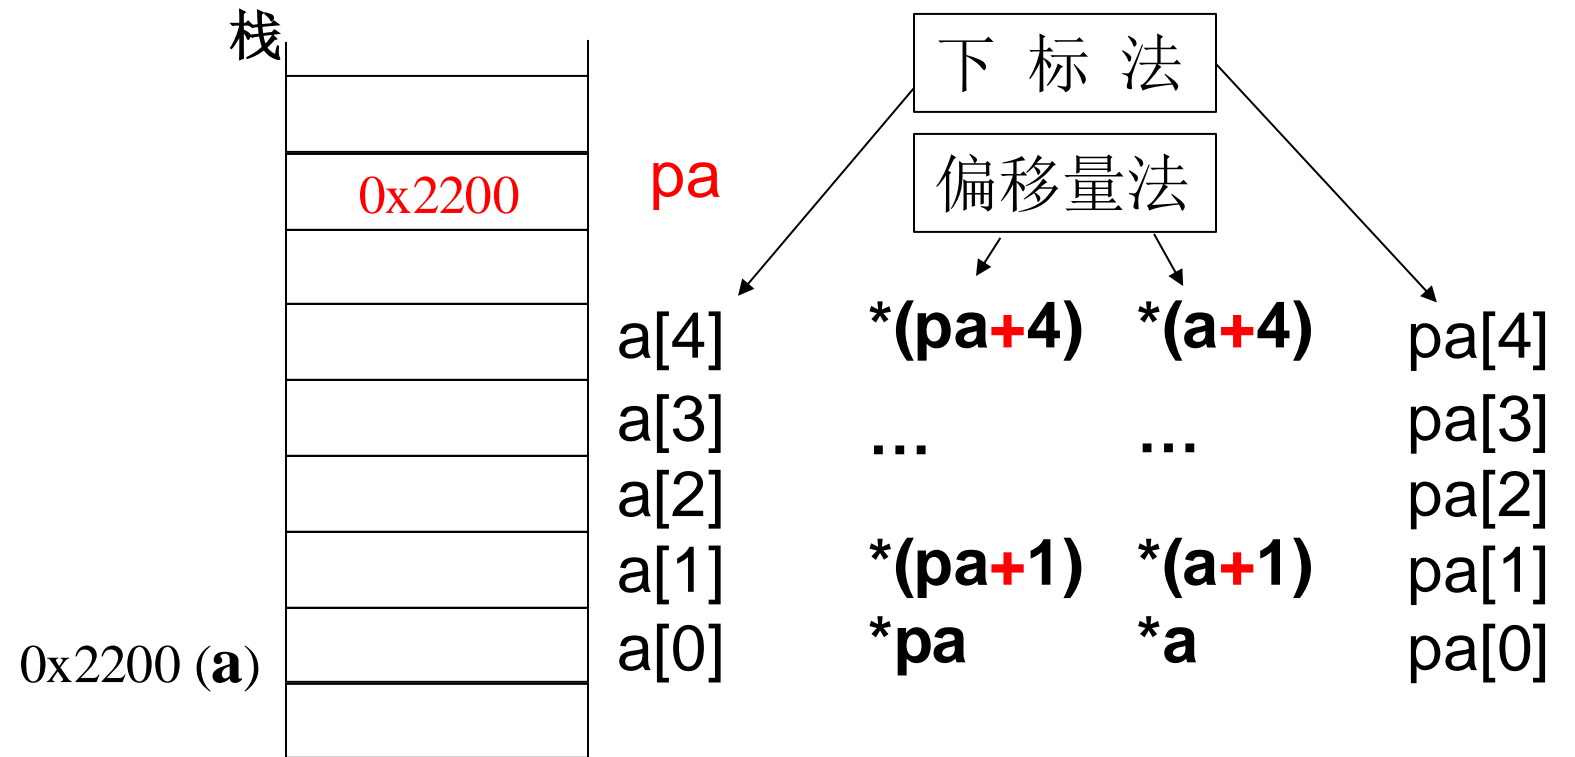 栈
下 标 法
偏移量法
0x2200 pa
a[4] *(pa+4) *(a+4) pa[4]
a[3] ... ... pa[3]
a[2] pa[2]
a[1] *(pa+1) *(a+1) pa[1]
0x2200 (a) a[0] *pa *a pa[0]